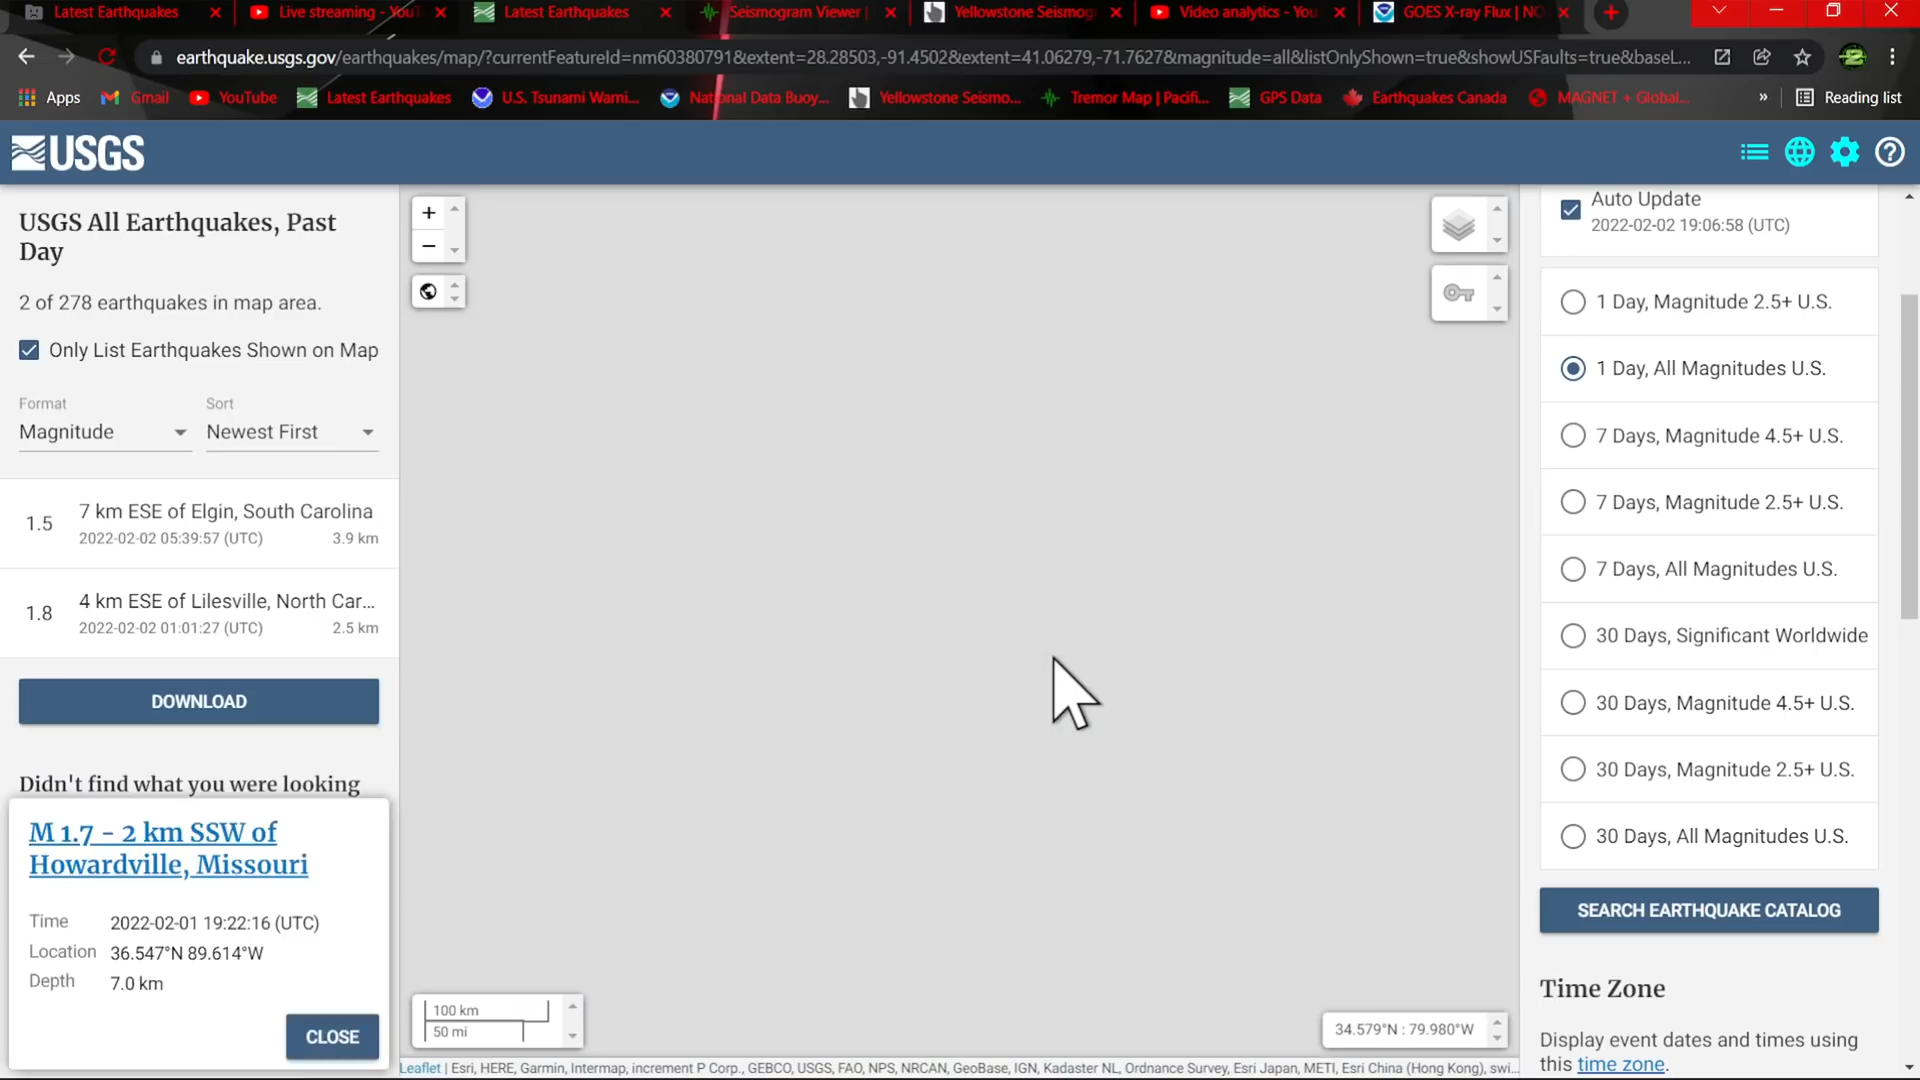 Latest Earthquakes
Live streaming - YouT
Latest Earthquakes
Seismogram Viewer |
Yellowstone Seismog
Video analytics - You
GOES X-ray Flux | NO
earthquake.usgs.gov/earthquakes/map/?currentFeatureId=nm60380791&extent=28.28503,-91.4502&extent=41.06279,-71.7627&magnitude=all&listOnlyShown=true&showUSFaults=true&baseL...
Apps
Gmail
YouTube
Latest Earthquakes
U.S. Tsunami Warni...
National Data Buoy...
Yellowstone Seismo...
Tremor Map | Pacifi...
GPS Data
Earthquakes Canada
MAGNET + Global...
»
Reading list
USGS
USGS All Earthquakes, Past
Day
2 of 278 earthquakes in map area.
Only List Earthquakes Shown on Map
Format
Magnitude
Sort
Newest First
1.5
7 km ESE of Elgin, South Carolina
2022-02-02 05:39:57 (UTC)
3.9 km
1.8
4 km ESE of Lilesville, North Car...
2022-02-02 01:01:27 (UTC)
2.5 km
DOWNLOAD
Didn't find what you were looking
M 1.7 - 2 km SSW of
Howardville, Missouri
Time 2022-02-01 19:22:16 (UTC)
Location 36.547°N 89.614°W
Depth 7.0 km
CLOSE
+
−
100 km
50 mi
34.579°N : 79.980°W
Leaflet | Esri, HERE, Garmin, Intermap, increment P Corp., GEBCO, USGS, FAO, NPS, NRCAN, GeoBase, IGN, Kadaster NL, Ordnance Survey, Esri Japan, METI, Esri China (Hong Kong), swi...
Auto Update
2022-02-02 19:06:58 (UTC)
1 Day, Magnitude 2.5+ U.S.
1 Day, All Magnitudes U.S.
7 Days, Magnitude 4.5+ U.S.
7 Days, Magnitude 2.5+ U.S.
7 Days, All Magnitudes U.S.
30 Days, Significant Worldwide
30 Days, Magnitude 4.5+ U.S.
30 Days, Magnitude 2.5+ U.S.
30 Days, All Magnitudes U.S.
SEARCH EARTHQUAKE CATALOG
Time Zone
Display event dates and times using
this time zone.